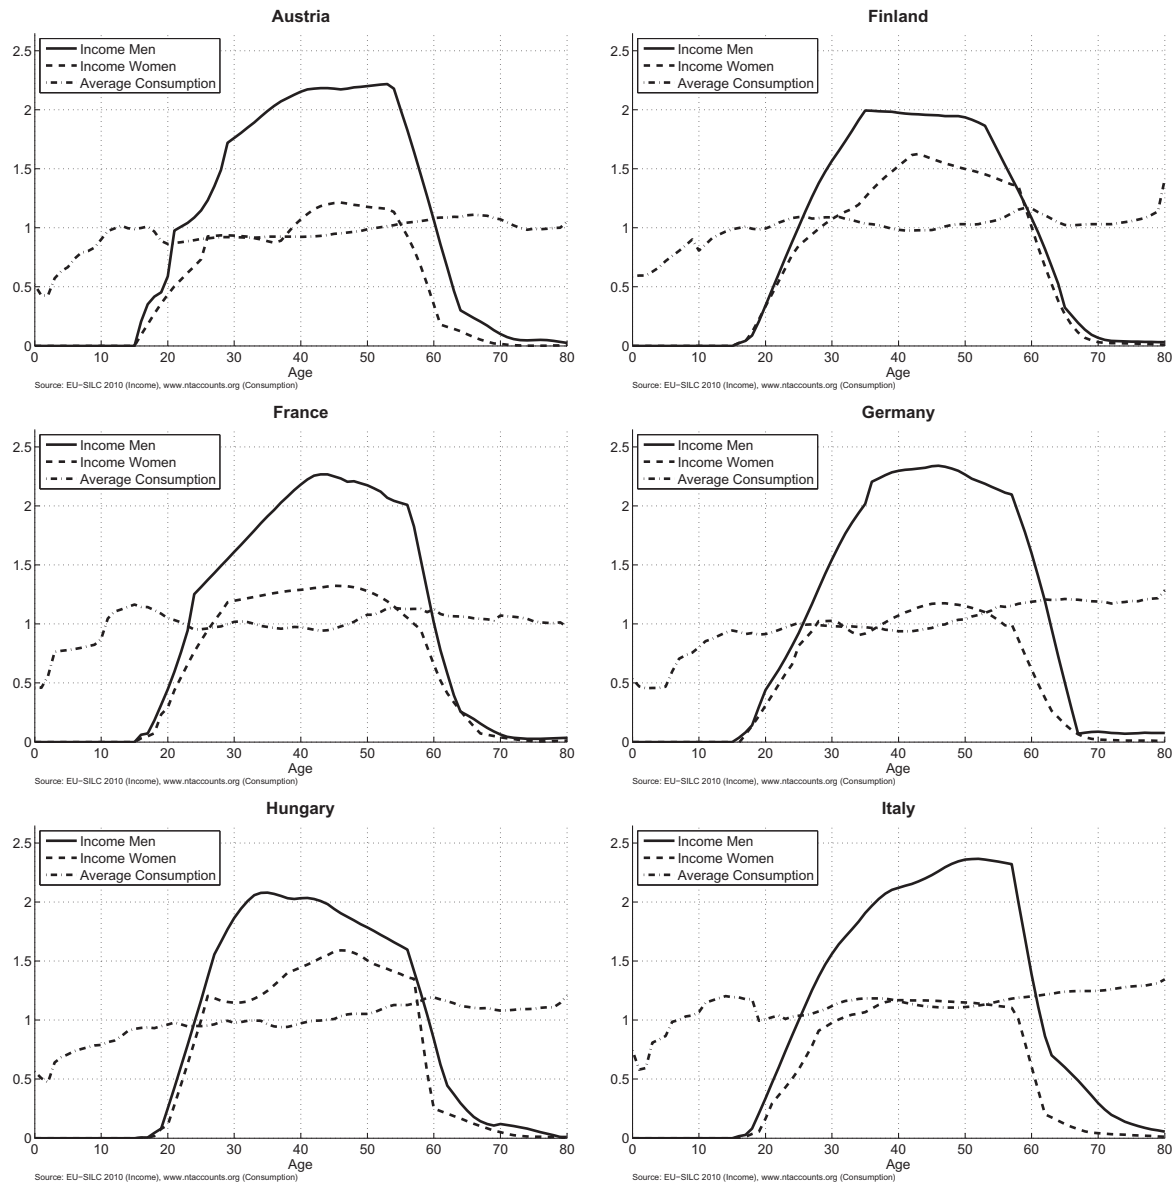 Austria
2.5
2
1.5
1
0.5
0
Income Men
Income Women
Average Consumption
0 10 20 30 40 50 60 70 80
Age
Source: EU−SILC 2010 (Income), www.ntaccounts.org (Consumption)
Finland
2.5
2
1.5
1
0.5
0
Income Men
Income Women
Average Consumption
0 10 20 30 40 50 60 70 80
Age
Source: EU−SILC 2010 (Income), www.ntaccounts.org (Consumption)
France
2.5
2
1.5
1
0.5
0
Income Men
Income Women
Average Consumption
0 10 20 30 40 50 60 70 80
Age
Source: EU−SILC 2010 (Income), www.ntaccounts.org (Consumption)
Germany
2.5
2
1.5
1
0.5
0
Income Men
Income Women
Average Consumption
0 10 20 30 40 50 60 70 80
Age
Source: EU−SILC 2010 (Income), www.ntaccounts.org (Consumption)
Hungary
2.5
2
1.5
1
0.5
0
Income Men
Income Women
Average Consumption
0 10 20 30 40 50 60 70 80
Age
Source: EU−SILC 2010 (Income), www.ntaccounts.org (Consumption)
Italy
2.5
2
1.5
1
0.5
0
Income Men
Income Women
Average Consumption
0 10 20 30 40 50 60 70 80
Age
Source: EU−SILC 2010 (Income), www.ntaccounts.org (Consumption)